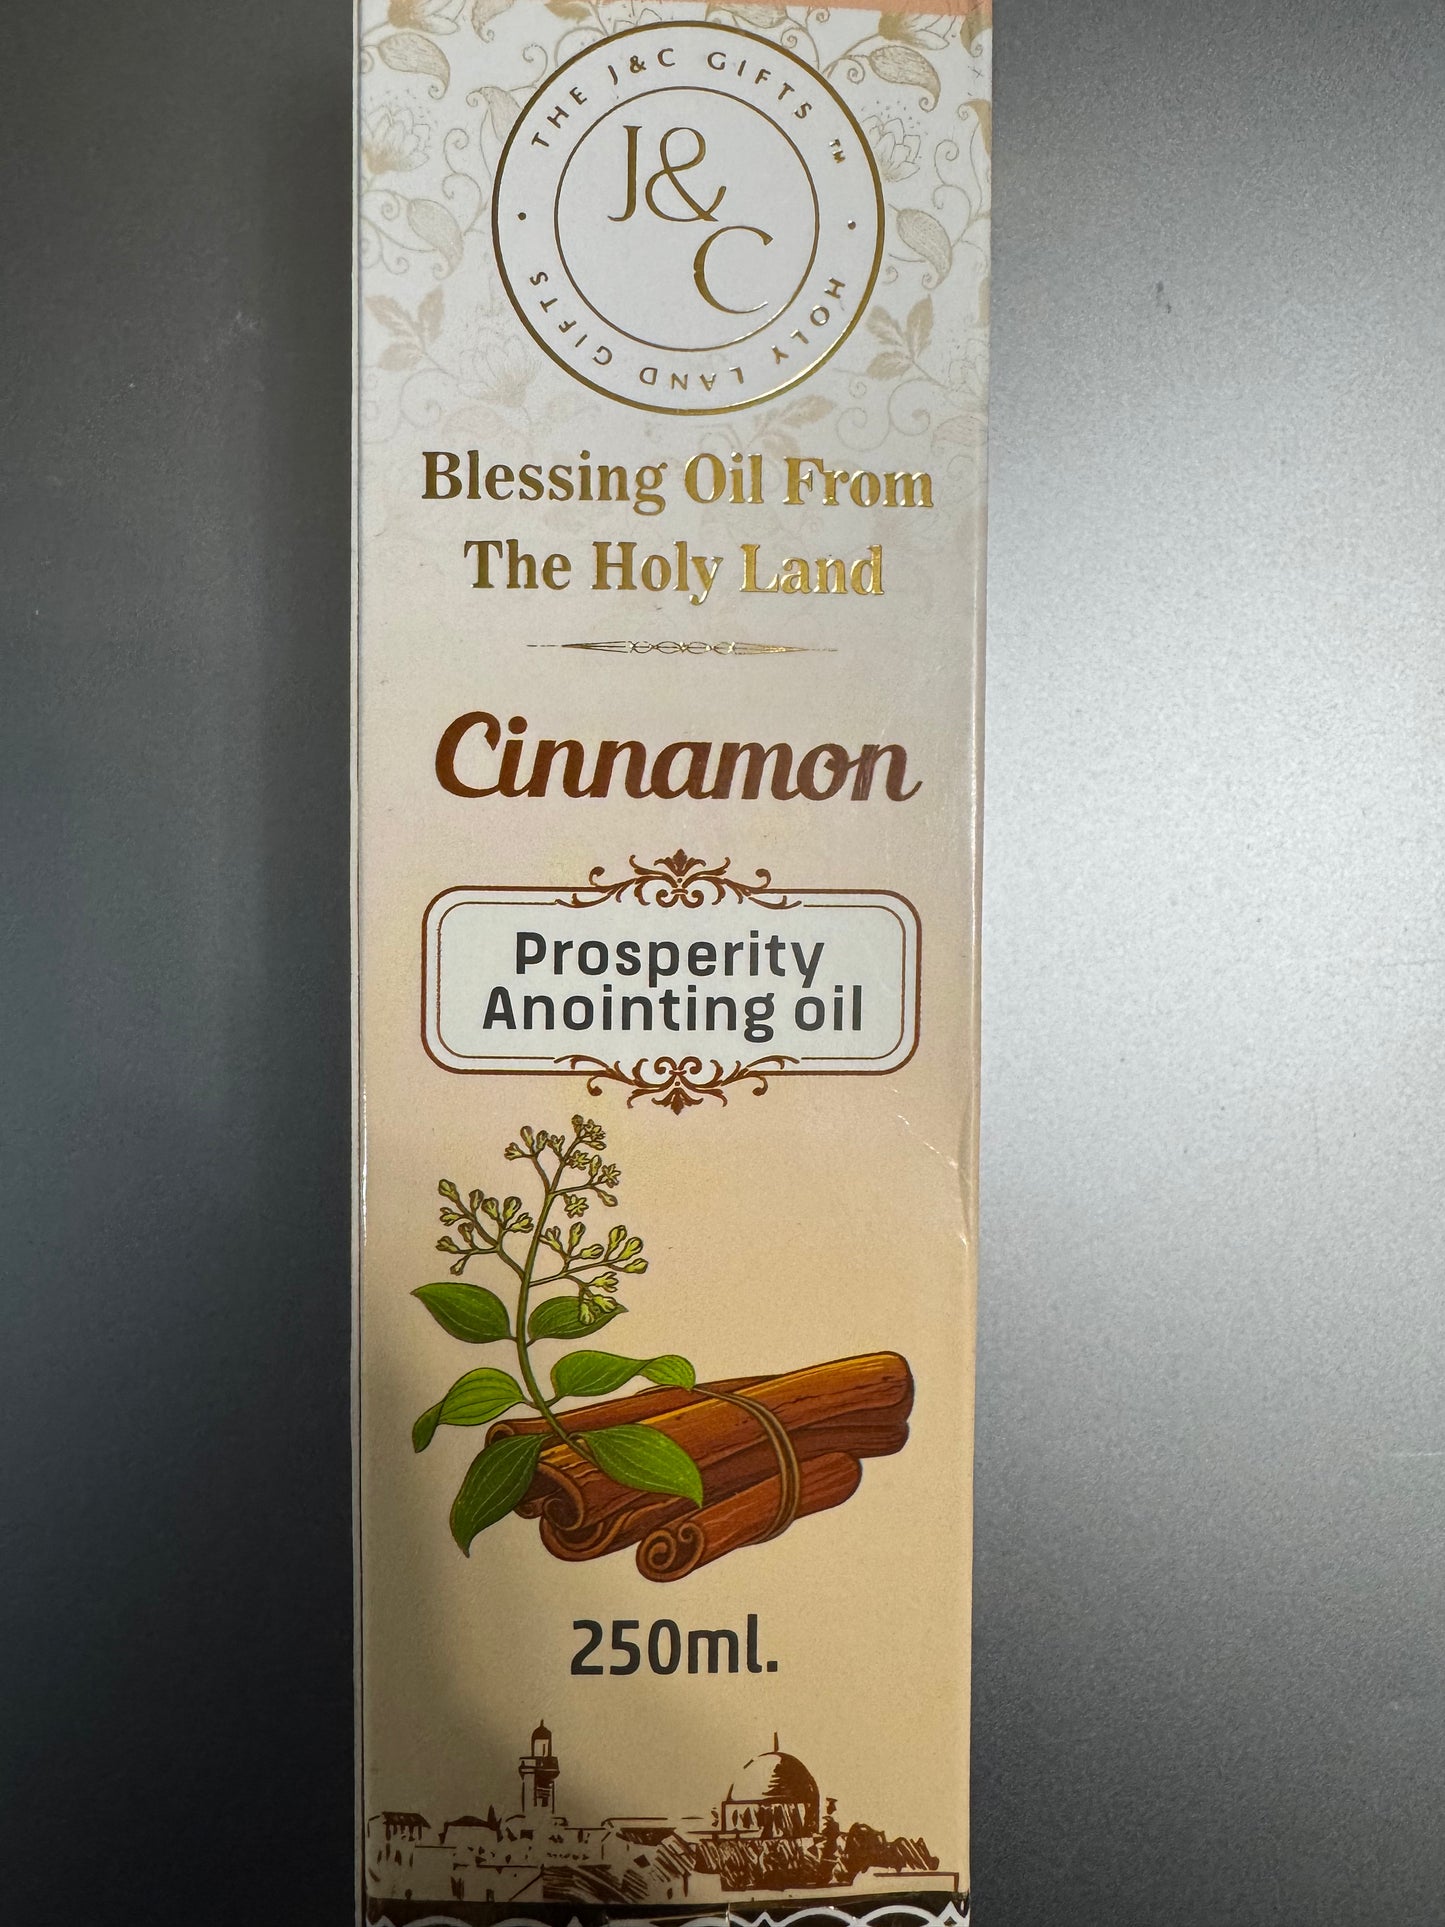 THE J&C GIFTS ™
J&
C
HOLY LAND GIFTS
Blessing Oil From
The Holy Land
Cinnamon
Prosperity
Anointing oil
250ml.